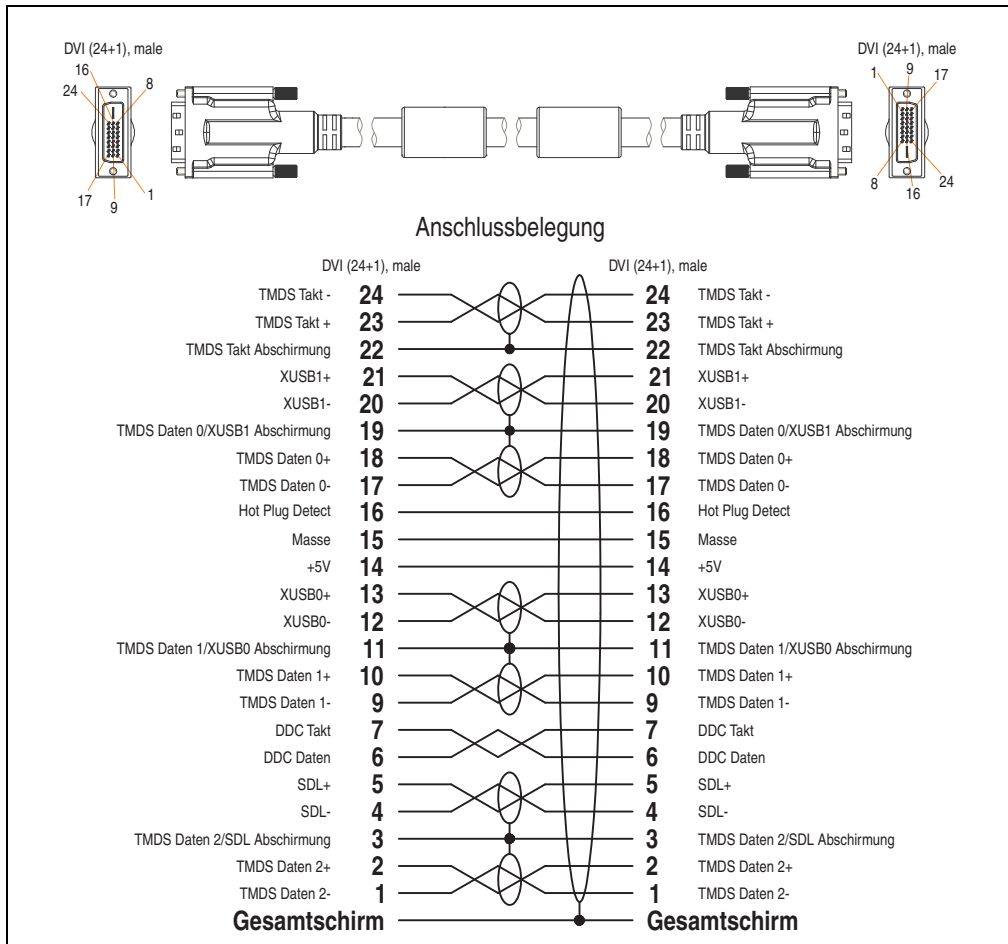 DVI (24+1), male
DVI (24+1), male
16
8
24
17
1
9
1
9
17
8
24
16
Anschlussbelegung
DVI (24+1), male DVI (24+1), male
TMDS Takt - 24 24 TMDS Takt -
TMDS Takt + 23 23 TMDS Takt +
TMDS Takt Abschirmung 22 22 TMDS Takt Abschirmung
XUSB1+ 21 21 XUSB1+
XUSB1- 20 20 XUSB1-
TMDS Daten 0/XUSB1 Abschirmung 19 19 TMDS Daten 0/XUSB1 Abschirmung
TMDS Daten 0+ 18 18 TMDS Daten 0+
TMDS Daten 0- 17 17 TMDS Daten 0-
Hot Plug Detect 16 16 Hot Plug Detect
Masse 15 15 Masse
+5V 14 14 +5V
XUSB0+ 13 13 XUSB0+
XUSB0- 12 12 XUSB0-
TMDS Daten 1/XUSB0 Abschirmung 11 11 TMDS Daten 1/XUSB0 Abschirmung
TMDS Daten 1+ 10 10 TMDS Daten 1+
TMDS Daten 1- 9 9 TMDS Daten 1-
DDC Takt 7 7 DDC Takt
DDC Daten 6 6 DDC Daten
SDL+ 5 5 SDL+
SDL- 4 4 SDL-
TMDS Daten 2/SDL Abschirmung 3 3 TMDS Daten 2/SDL Abschirmung
TMDS Daten 2+ 2 2 TMDS Daten 2+
TMDS Daten 2- 1 1 TMDS Daten 2-
Gesamtschirm Gesamtschirm